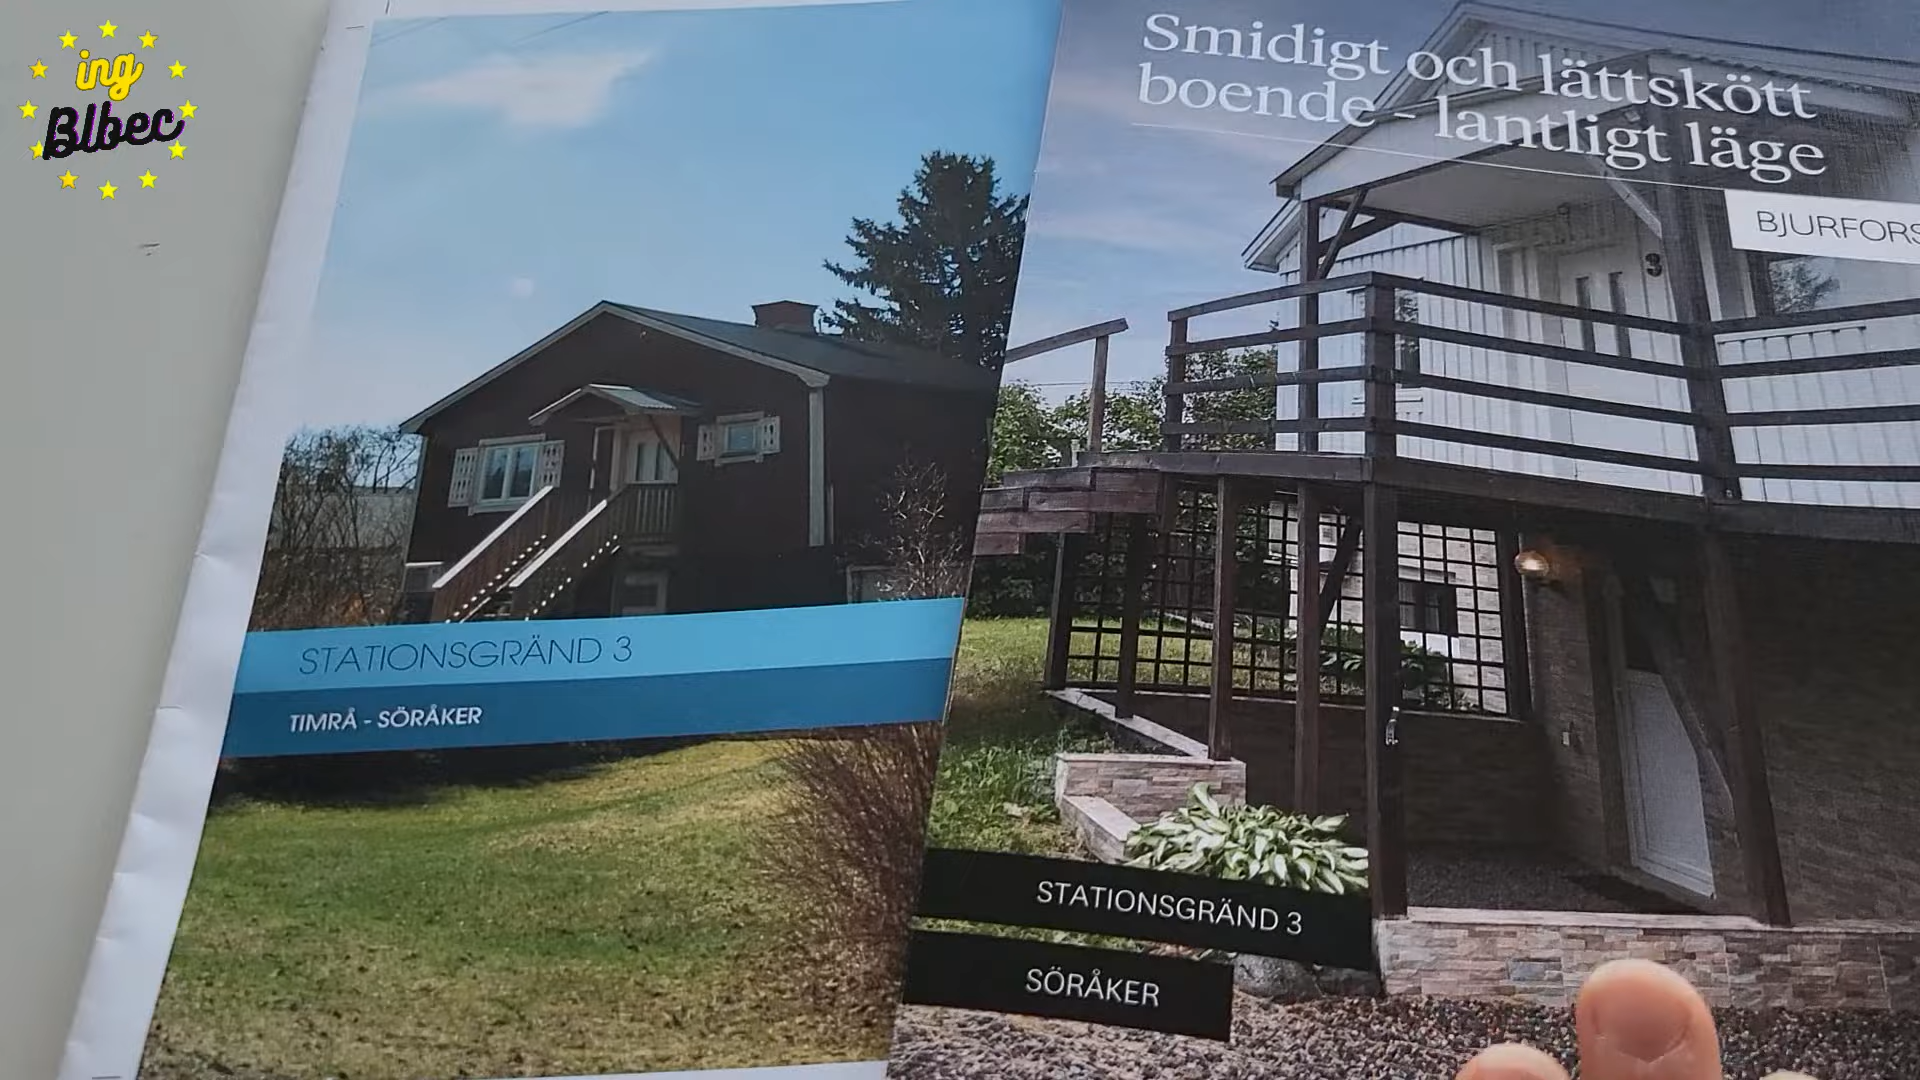 ing
Blbec
STATIONSGRÄND 3
TIMRÅ - SÖRÅKER
Smidigt och lättskött
boende - lantligt läge
BJURFORS
3
STATIONSGRÄND 3
SÖRÅKER